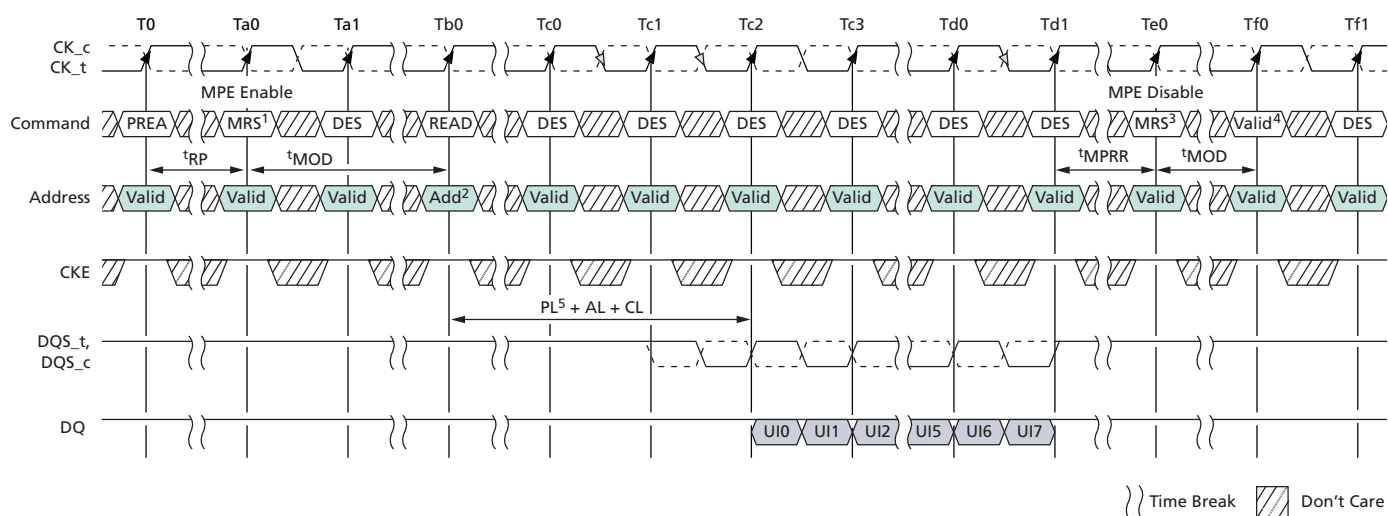 T0 Ta0 Ta1 Tb0 Tc0 Tc1 Tc2 Tc3 Td0 Td1 Te0 Tf0 Tf1
CK_c
CK_t
MPE Enable MPE Disable
Command PREA MRS¹ DES READ DES DES DES DES DES DES MRS³ Valid⁴ DES
tRP tMOD tMPRR tMOD
Address Valid Valid Valid Add² Valid Valid Valid Valid Valid Valid Valid Valid Valid
CKE
PL⁵ + AL + CL
DQS_t,
DQS_c
DQ UI0 UI1 UI2 UI5 UI6 UI7
Time Break Don't Care